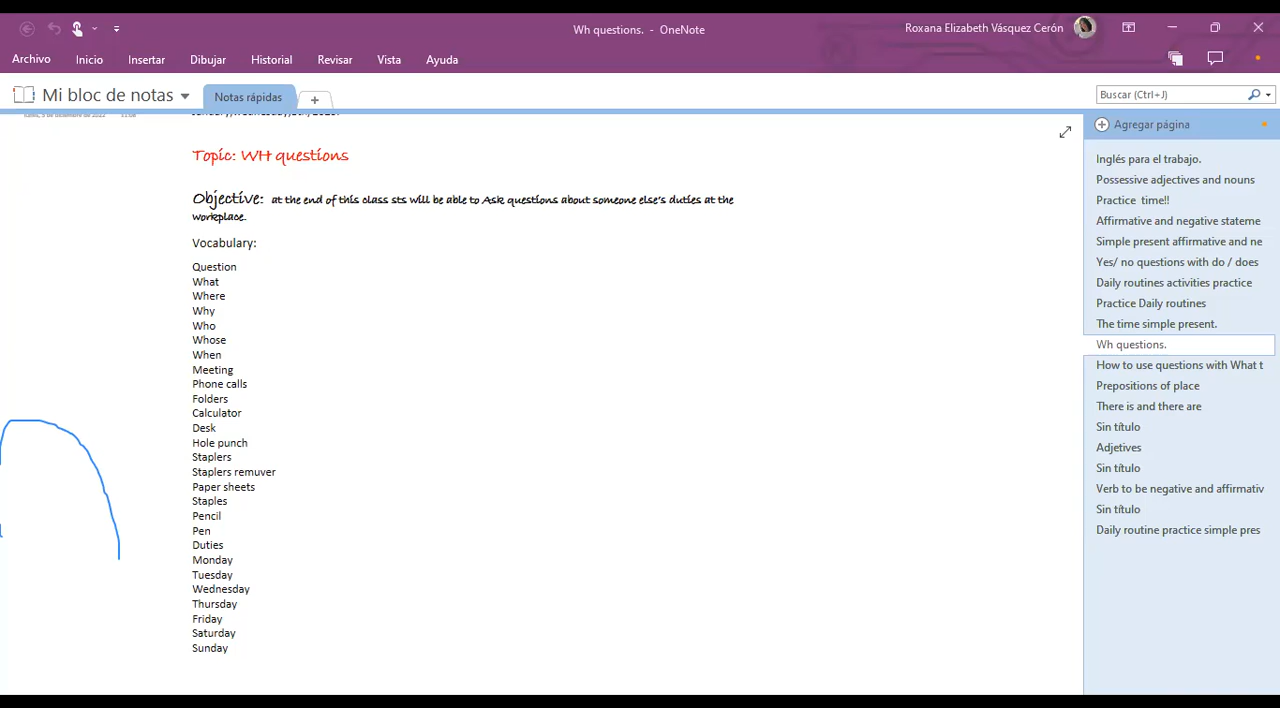 Wh questions. - OneNote
Roxana Elizabeth Vásquez Cerón
Archivo Inicio Insertar Dibujar Historial Revisar Vista Ayuda
Mi bloc de notas
Notas rápidas
Buscar (Ctrl+J)
Topic: WH questions
Objective: at the end of this class sts will be able to Ask questions about someone else's duties at the
workplace.
Vocabulary:
Question
What
Where
Why
Who
Whose
When
Meeting
Phone calls
Folders
Calculator
Desk
Hole punch
Staplers
Staplers remuver
Paper sheets
Staples
Pencil
Pen
Duties
Monday
Tuesday
Wednesday
Thursday
Friday
Saturday
Sunday
Agregar página
Inglés para el trabajo.
Possessive adjectives and nouns
Practice time!!
Affirmative and negative stateme
Simple present affirmative and ne
Yes/ no questions with do / does
Daily routines activities practice
Practice Daily routines
The time simple present.
Wh questions.
How to use questions with What t
Prepositions of place
There is and there are
Sin título
Adjetives
Sin título
Verb to be negative and affirmativ
Sin título
Daily routine practice simple pres